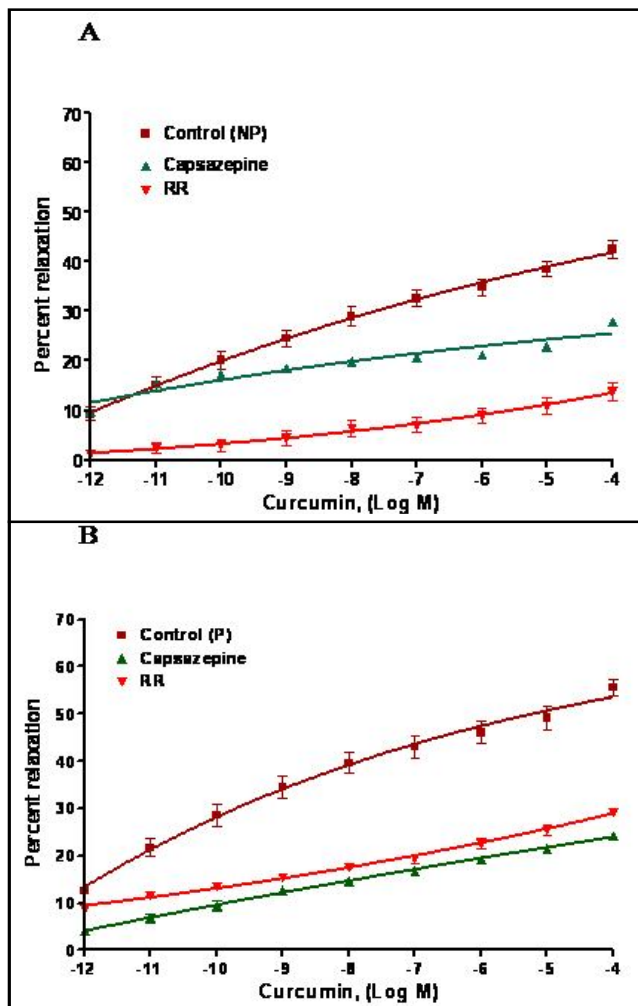 A
70
60
50
40
30
20
10
0
Percent relaxation
Control (NP)
Capsazepine
RR
-12 -11 -10 -9 -8 -7 -6 -5 -4
Curcumin, (Log M)
B
70
60
50
40
30
20
10
0
Percent relaxation
Control (P)
Capsazepine
RR
-12 -11 -10 -9 -8 -7 -6 -5 -4
Curcumin, (Log M)